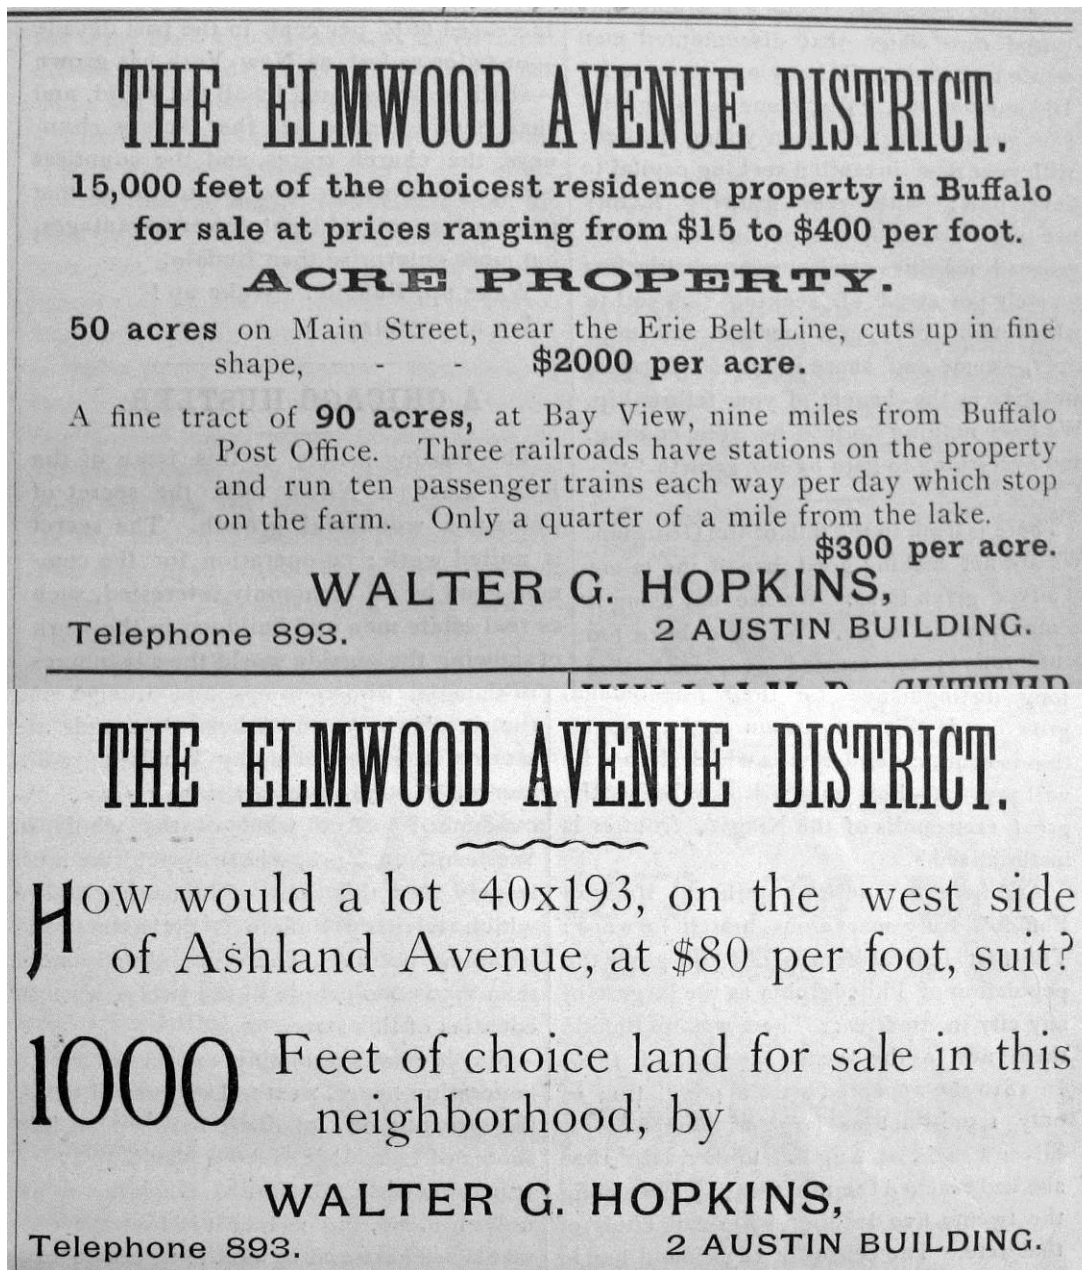 THE ELMWOOD AVENUE DISTRICT.
15,000 feet of the choicest residence property in Buffalo
for sale at prices ranging from $15 to $400 per foot.
ACRE PROPERTY.
50 acres on Main Street, near the Erie Belt Line, cuts up in fine
shape, - - $2000 per acre.
A fine tract of 90 acres, at Bay View, nine miles from Buffalo
Post Office. Three railroads have stations on the property
and run ten passenger trains each way per day which stop
on the farm. Only a quarter of a mile from the lake.
$300 per acre.
WALTER G. HOPKINS,
Telephone 893. 2 AUSTIN BUILDING.
THE ELMWOOD AVENUE DISTRICT.
HOW would a lot 40x193, on the west side
of Ashland Avenue, at $80 per foot, suit?
1000 Feet of choice land for sale in this
neighborhood, by
WALTER G. HOPKINS,
Telephone 893. 2 AUSTIN BUILDING.